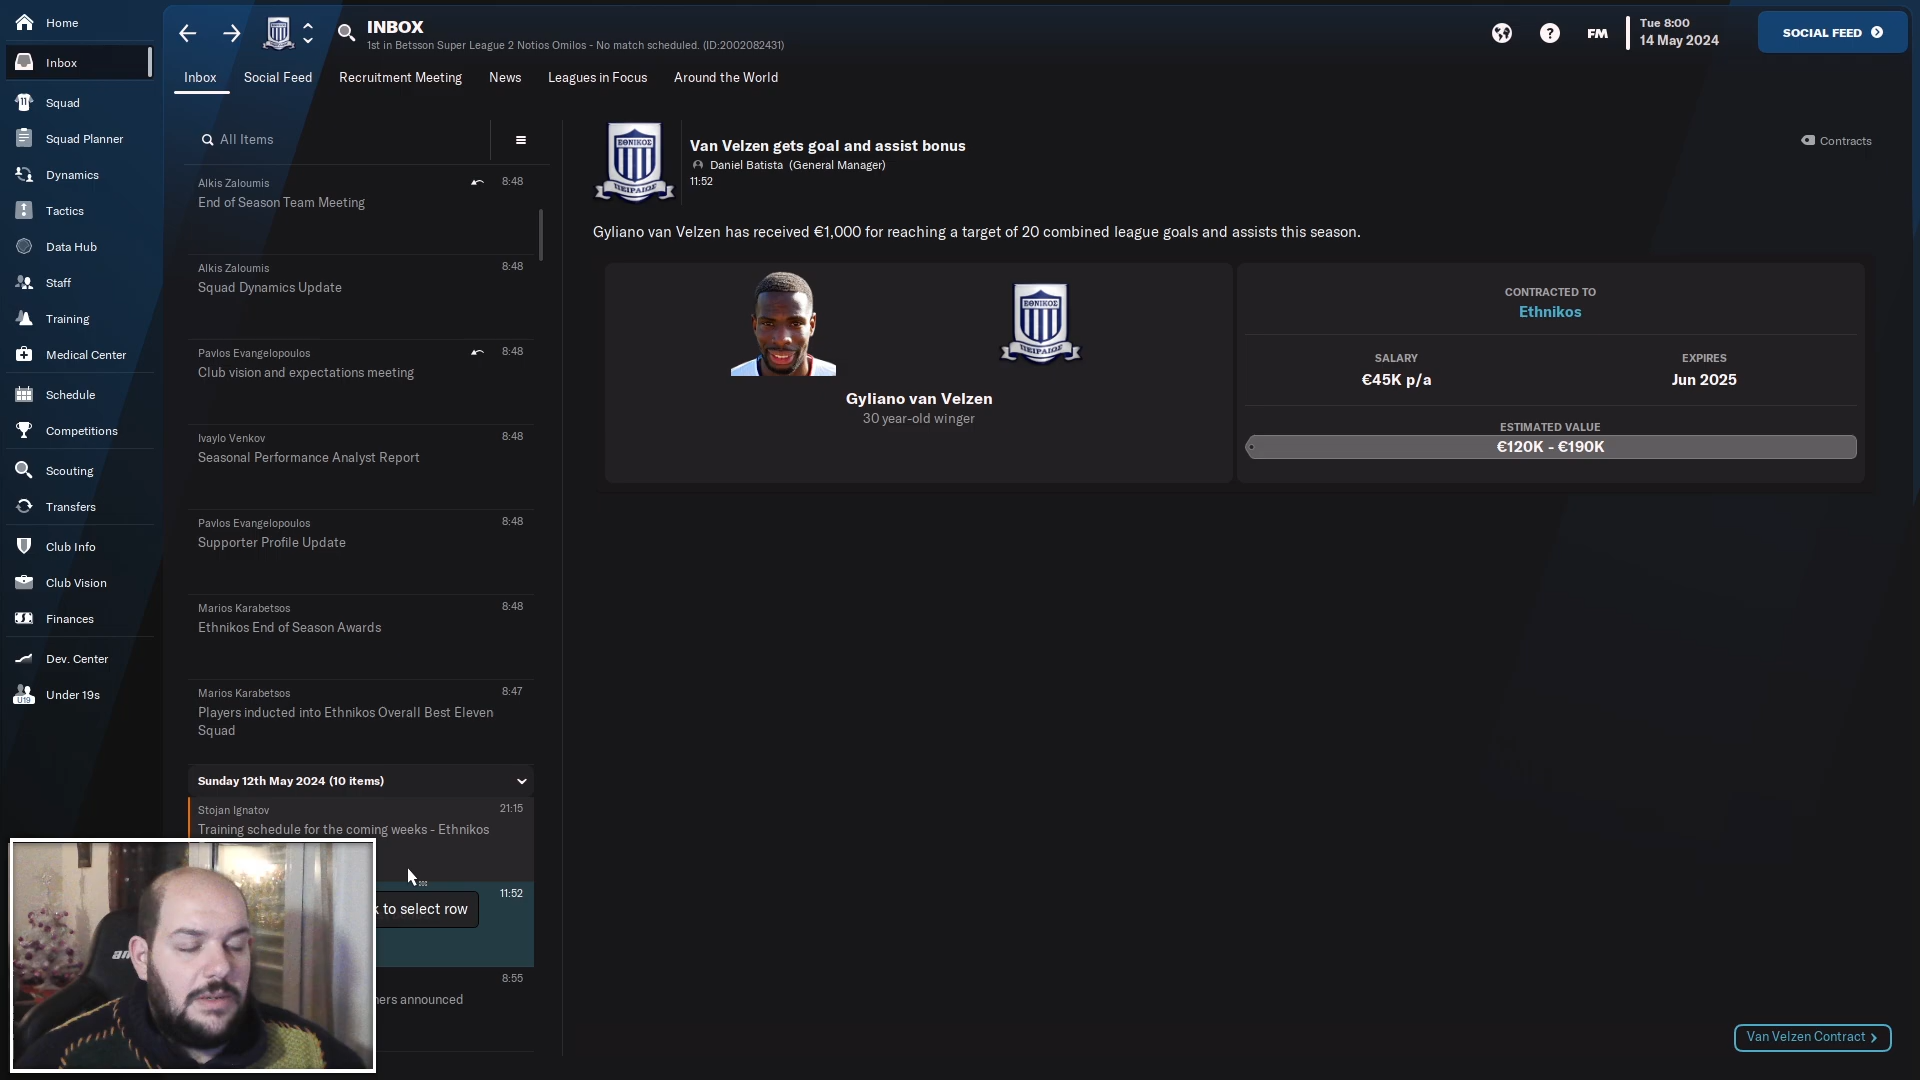 Home
Inbox
Squad
Squad Planner
Dynamics
Tactics
Data Hub
Staff
Training
Medical Center
Schedule
Competitions
Scouting
Transfers
Club Info
Club Vision
Finances
Dev. Center
U19
Under 19s
INBOX
1st in Betsson Super League 2 Notios Omilos - No match scheduled. (ID:2002082431)
FM
Tue 8:00
14 May 2024
SOCIAL FEED
Inbox
Social Feed
Recruitment Meeting
News
Leagues in Focus
Around the World
All Items
Alkis Zaloumis
8:48
End of Season Team Meeting
Alkis Zaloumis
8:48
Squad Dynamics Update
Pavlos Evangelopoulos
8:48
Club vision and expectations meeting
Ivaylo Venkov
8:48
Seasonal Performance Analyst Report
Pavlos Evangelopoulos
8:48
Supporter Profile Update
Marios Karabetsos
8:48
Ethnikos End of Season Awards
Marios Karabetsos
8:47
Players inducted into Ethnikos Overall Best Eleven
Squad
Sunday 12th May 2024 (10 items)
Stojan Ignatov
21:15
Training schedule for the coming weeks - Ethnikos
11:52
to select row
8:55
announced
ΕΘΝΙΚΟΣ
ΠΕΙΡΑΙΩΣ
Van Velzen gets goal and assist bonus
Daniel Batista (General Manager)
11:52
Contracts
Gyliano van Velzen has received €1,000 for reaching a target of 20 combined league goals and assists this season.
ΕΘΝΙΚΟΣ
ΠΕΙΡΑΙΩΣ
Gyliano van Velzen
30 year-old winger
CONTRACTED TO
Ethnikos
SALARY
€45K p/a
EXPIRES
Jun 2025
ESTIMATED VALUE
€120K - €190K
Van Velzen Contract